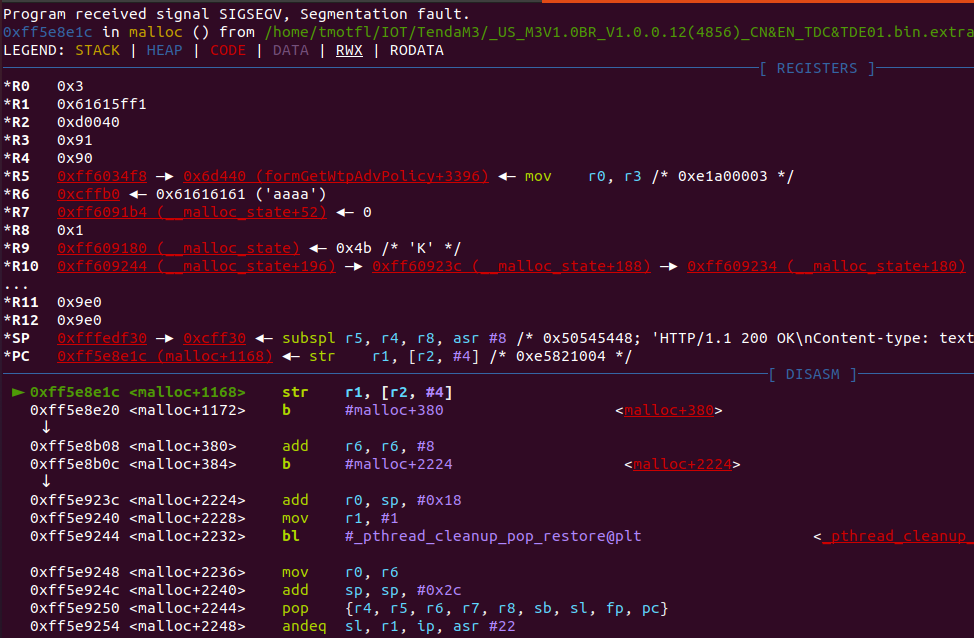 Program received signal SIGSEGV, Segmentation fault.
0xff5e8e1c in malloc () from /home/tmotfl/IOT/TendaM3/_US_M3V1.0BR_V1.0.0.12(4856)_CN&EN_TDC&TDE01.bin.extra
LEGEND: STACK | HEAP | CODE | DATA | RWX | RODATA
[ REGISTERS ]
*R0 0x3
*R1 0x61615ff1
*R2 0xd0040
*R3 0x91
*R4 0x90
*R5 0xff6034f8 —▸ 0x6d440 (formGetWtpAdvPolicy+3396) ◂— mov r0, r3 /* 0xe1a00003 */
*R6 0xcffb0 ◂— 0x61616161 ('aaaa')
*R7 0xff6091b4 (__malloc_state+52) ◂— 0
*R8 0x1
*R9 0xff609180 (__malloc_state) ◂— 0x4b /* 'K' */
*R10 0xff609244 (__malloc_state+196) —▸ 0xff60923c (__malloc_state+188) —▸ 0xff609234 (__malloc_state+180)
...
*R11 0x9e0
*R12 0x9e0
*SP 0xfffedf30 —▸ 0xcff30 ◂— subspl r5, r4, r8, asr #8 /* 0x50545448; 'HTTP/1.1 200 OK\nContent-type: text
*PC 0xff5e8e1c (malloc+1168) ◂— str r1, [r2, #4] /* 0xe5821004 */
[ DISASM ]
► 0xff5e8e1c <malloc+1168> str r1, [r2, #4]
0xff5e8e20 <malloc+1172> b #malloc+380 <malloc+380>
↓
0xff5e8b08 <malloc+380> add r6, r6, #8
0xff5e8b0c <malloc+384> b #malloc+2224 <malloc+2224>
↓
0xff5e923c <malloc+2224> add r0, sp, #0x18
0xff5e9240 <malloc+2228> mov r1, #1
0xff5e9244 <malloc+2232> bl #_pthread_cleanup_pop_restore@plt <_pthread_cleanup_
0xff5e9248 <malloc+2236> mov r0, r6
0xff5e924c <malloc+2240> add sp, sp, #0x2c
0xff5e9250 <malloc+2244> pop {r4, r5, r6, r7, r8, sb, sl, fp, pc}
0xff5e9254 <malloc+2248> andeq sl, r1, ip, asr #22